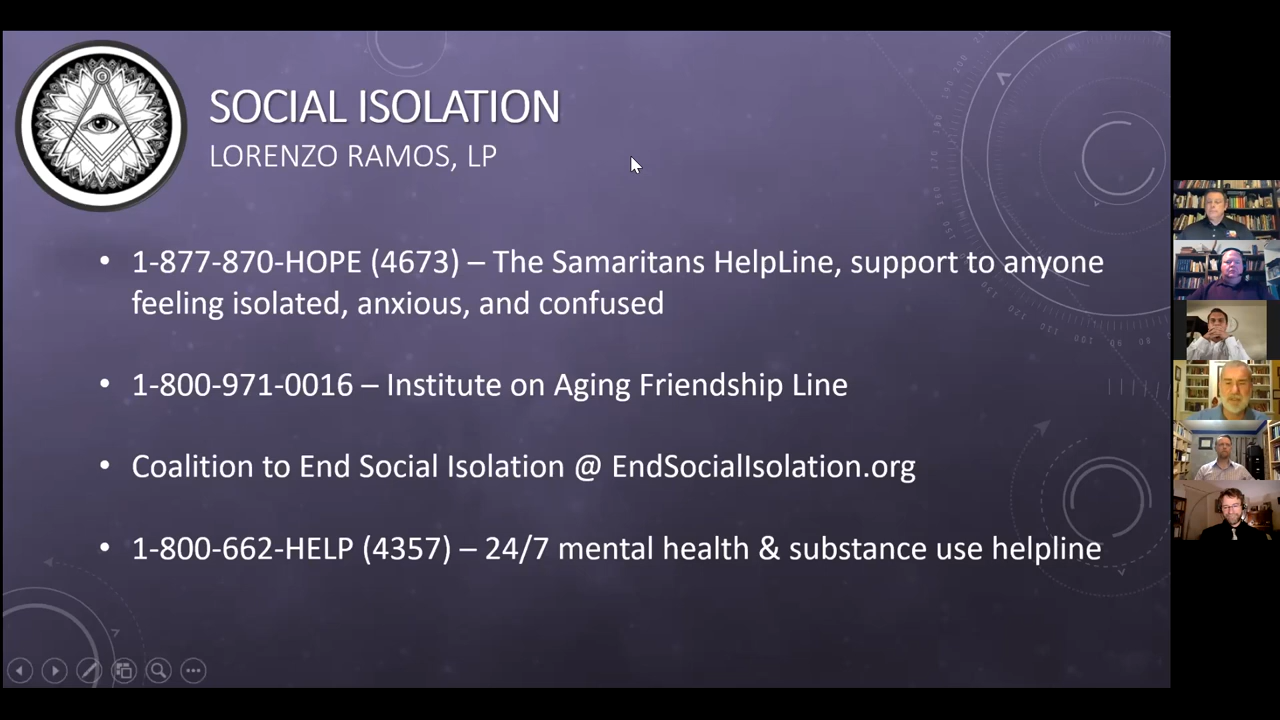 SOCIAL ISOLATION
LORENZO RAMOS, LP
• 1-877-870-HOPE (4673) – The Samaritans HelpLine, support to anyone
feeling isolated, anxious, and confused
• 1-800-971-0016 – Institute on Aging Friendship Line
• Coalition to End Social Isolation @ EndSocialIsolation.org
• 1-800-662-HELP (4357) – 24/7 mental health & substance use helpline